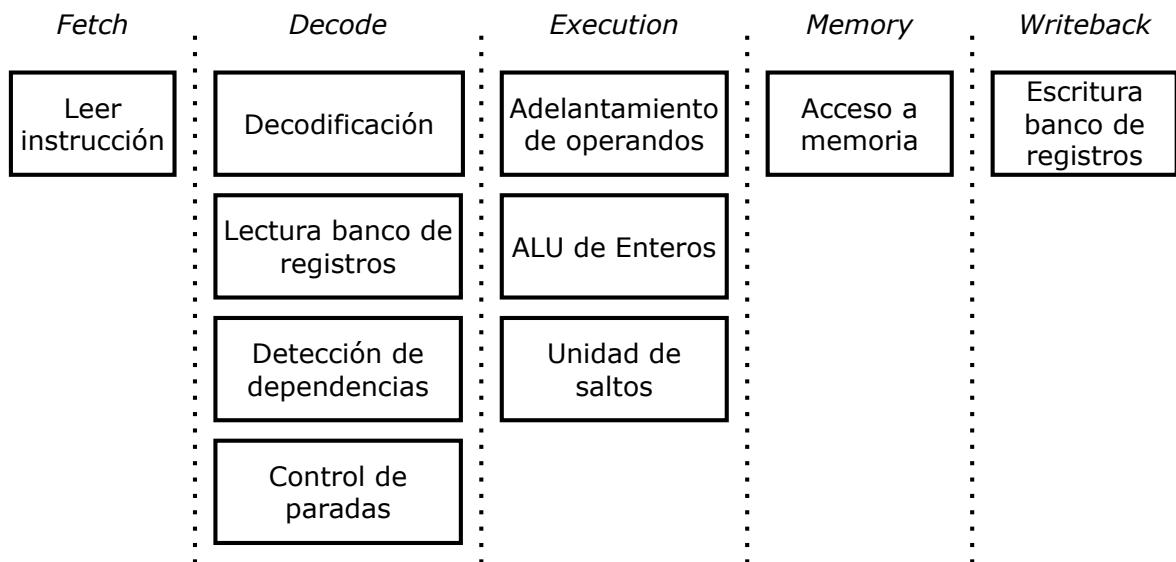 Fetch
Decode
Execution
Memory
Writeback
Leer
instrucción
Decodificación
Lectura banco de
registros
Detección de
dependencias
Control de
paradas
Adelantamiento
de operandos
ALU de Enteros
Unidad de
saltos
Acceso a
memoria
Escritura
banco de
registros